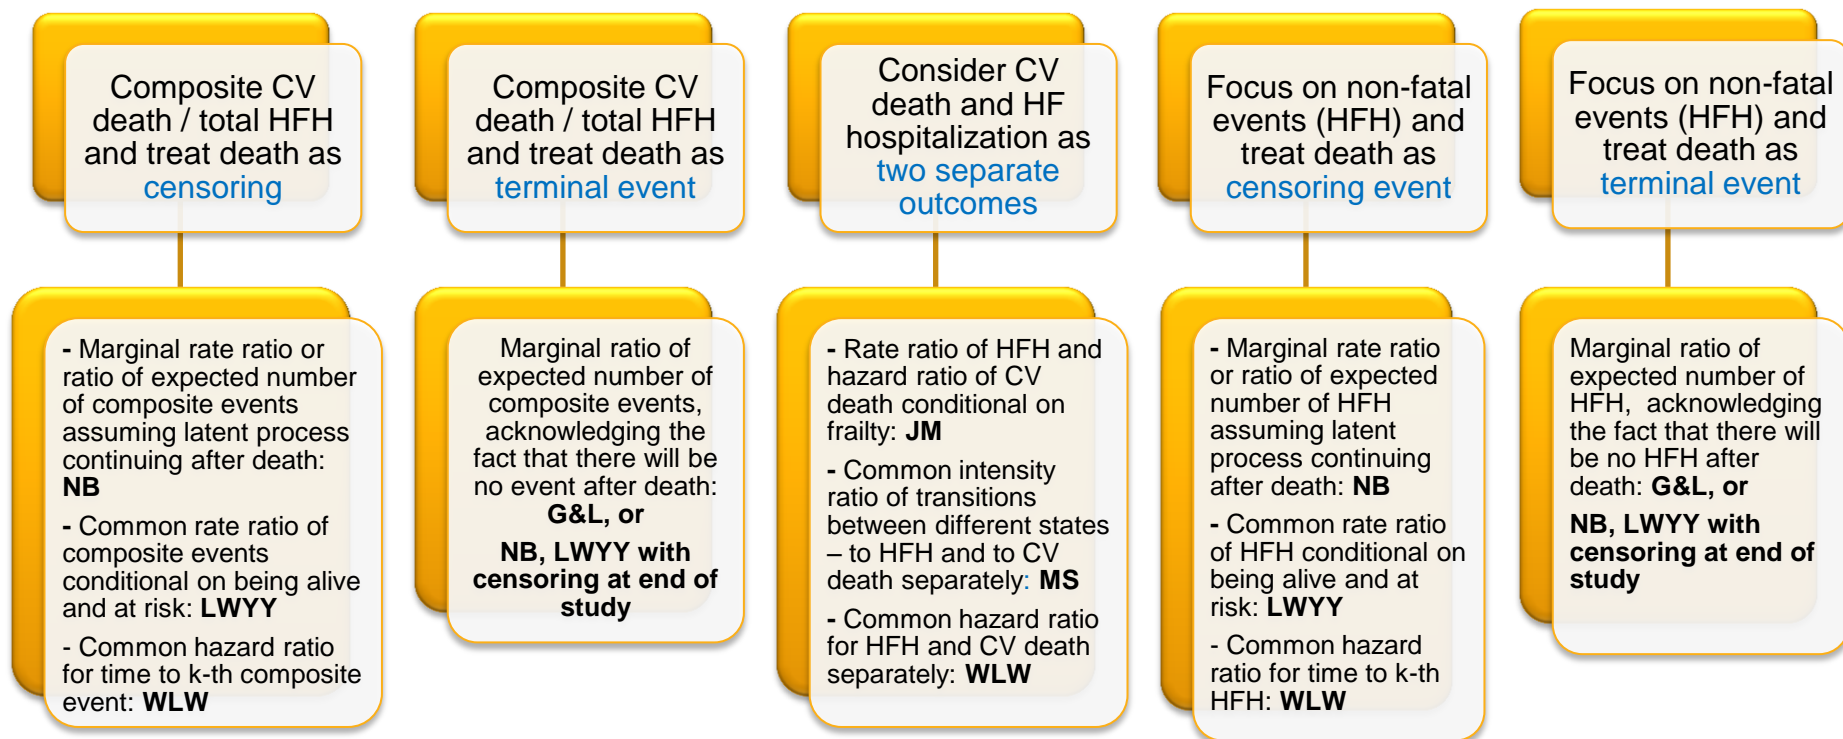 Composite CV
death / total HFH
and treat death as
censoring
Composite CV
death / total HFH
and treat death as
terminal event
Consider CV
death and HF
hospitalization as
two separate
outcomes
Focus on non-fatal
events (HFH) and
treat death as
censoring event
Focus on non-fatal
events (HFH) and
treat death as
terminal event
- Marginal rate ratio or
ratio of expected number
of composite events
assuming latent process
continuing after death:
NB
- Common rate ratio of
composite events
conditional on being alive
and at risk: LWYY
- Common hazard ratio
for time to k-th composite
event: WLW
Marginal ratio of
expected number of
composite events,
acknowledging the
fact that there will be
no event after death:
G&L, or
NB, LWYY with
censoring at end of
study
- Rate ratio of HFH and
hazard ratio of CV
death conditional on
frailty: JM
- Common intensity
ratio of transitions
between different states
– to HFH and to CV
death separately: MS
- Common hazard ratio
for HFH and CV death
separately: WLW
- Marginal rate ratio
or ratio of expected
number of HFH
assuming latent
process continuing
after death: NB
- Common rate ratio
of HFH conditional on
being alive and at
risk: LWYY
- Common hazard
ratio for time to k-th
HFH: WLW
Marginal ratio of
expected number of
HFH, acknowledging
the fact that there will
be no HFH after
death: G&L, or
NB, LWYY with
censoring at end of
study